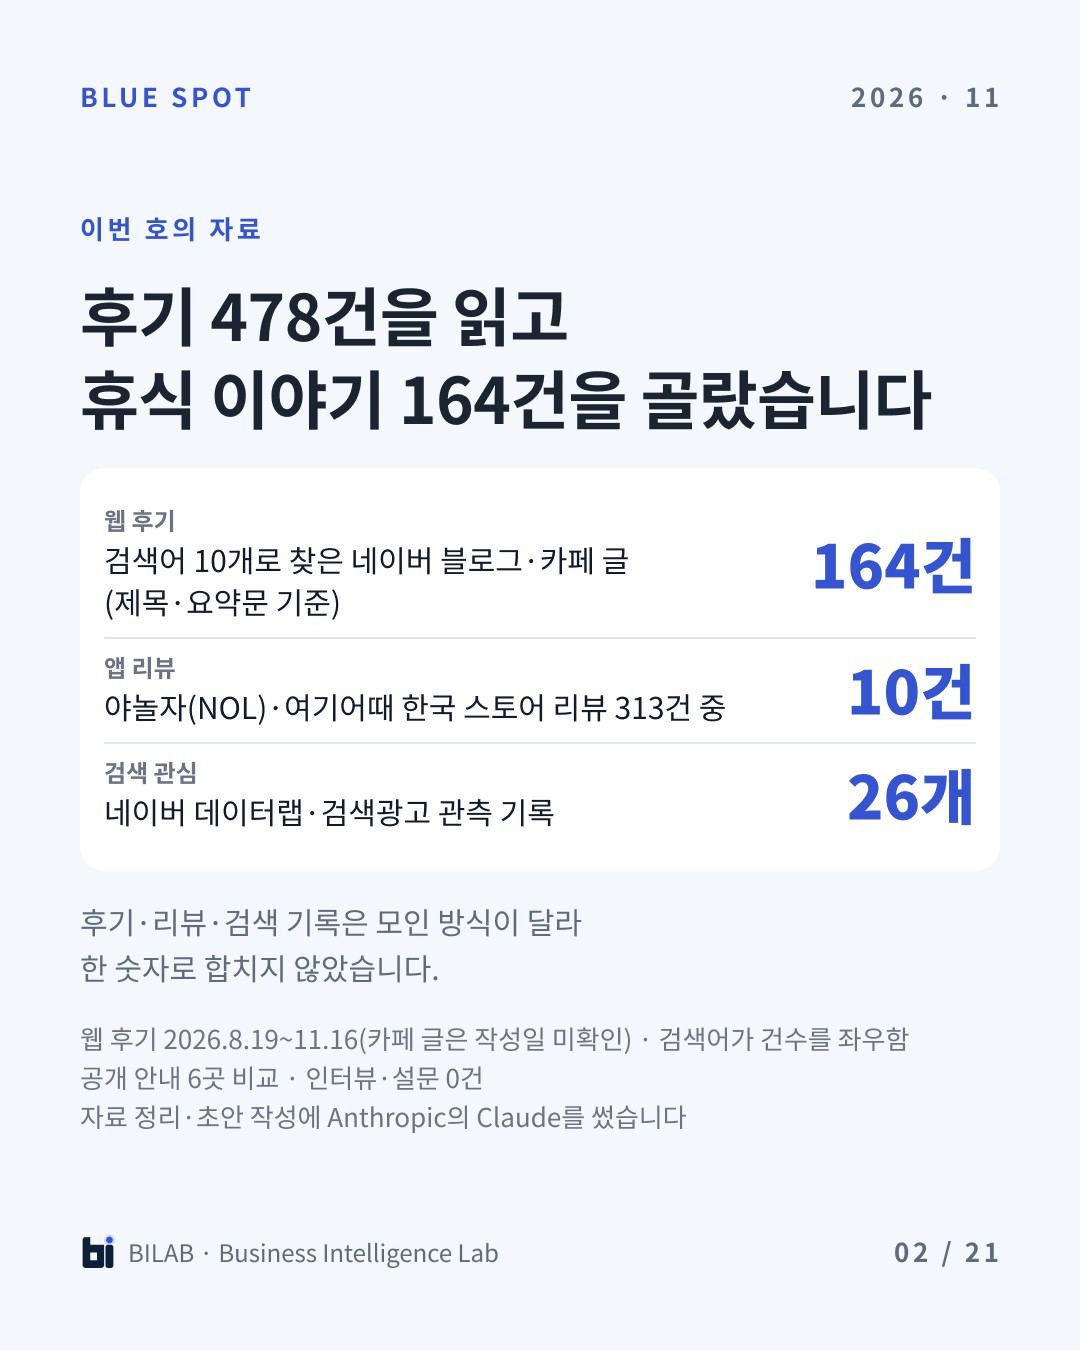 BLUE SPOT
2026 · 11
이번 호의 자료
후기 478건을 읽고
휴식 이야기 164건을 골랐습니다
웹 후기
검색어 10개로 찾은 네이버 블로그·카페 글
(제목·요약문 기준)
164건
앱 리뷰
야놀자(NOL)·여기어때 한국 스토어 리뷰 313건 중
10건
검색 관심
네이버 데이터랩·검색광고 관측 기록
26개
후기·리뷰·검색 기록은 모인 방식이 달라
한 숫자로 합치지 않았습니다.
웹 후기 2026.8.19~11.16(카페 글은 작성일 미확인) · 검색어가 건수를 좌우함
공개 안내 6곳 비교 · 인터뷰·설문 0건
자료 정리·초안 작성에 Anthropic의 Claude를 썼습니다
bi BILAB · Business Intelligence Lab
02 / 21